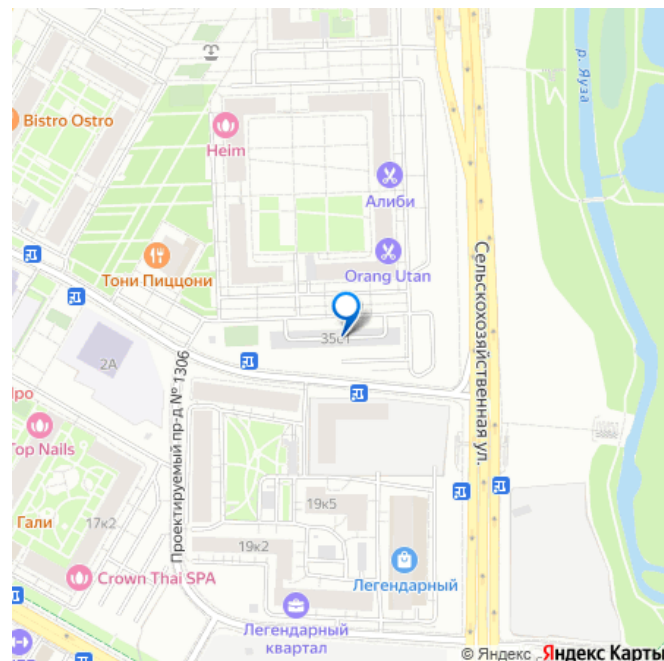 р. Яуза
Bistro Ostro
Heim
Алиби
Orang Utan
Тони Пиццони
Сельскохозяйственная ул.
35с1
2А
Проектируемый пр-д № 1306
Top Nails
Гали
17к2
19к5
19к2
Crown Thai SPA
Легендарный
Легендарный
квартал
© Яндекс Яндекс Карты